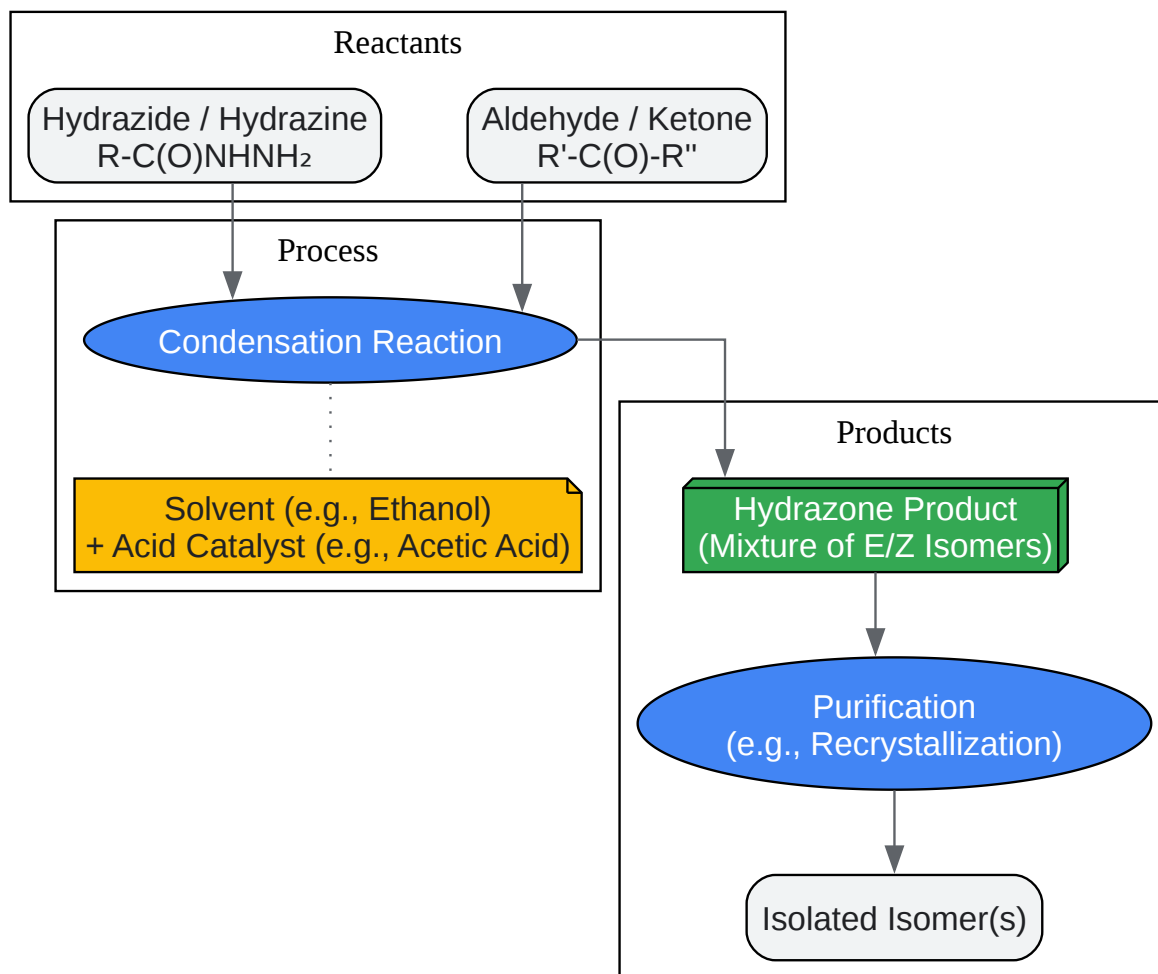 Reactants
Hydrazide / Hydrazine
R-C(O)NHNH₂
Aldehyde / Ketone
R'-C(O)-R"
Process
Condensation Reaction
Solvent (e.g., Ethanol)
+ Acid Catalyst (e.g., Acetic Acid)
Products
Hydrazone Product
(Mixture of E/Z Isomers)
Purification
(e.g., Recrystallization)
Isolated Isomer(s)